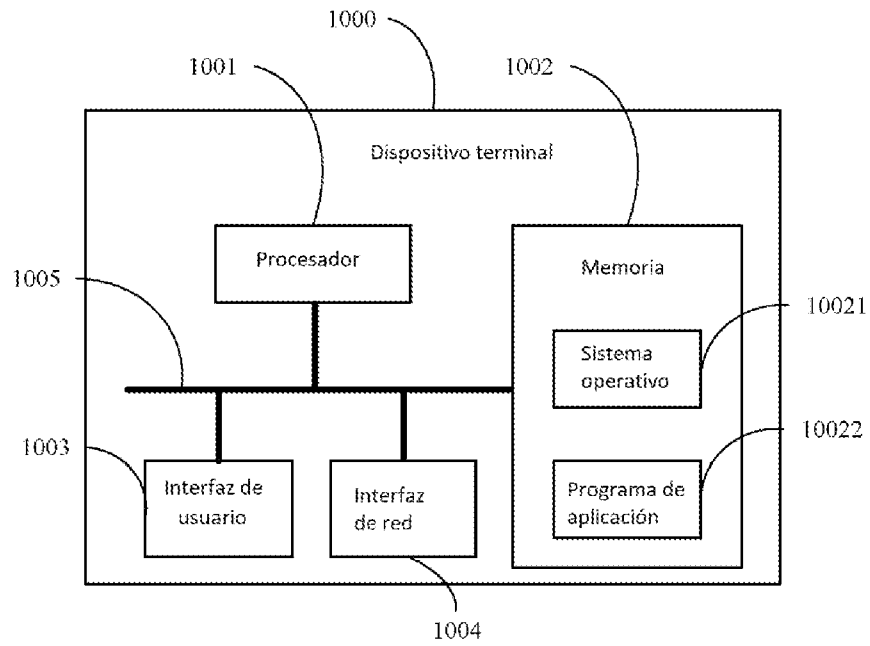 1000
1001
1002
Dispositivo terminal
Procesador
Memoria
1005
10021
Sistema
operativo
10022
1003
Interfaz de
usuario
Interfaz
de red
Programa de
aplicación
1004